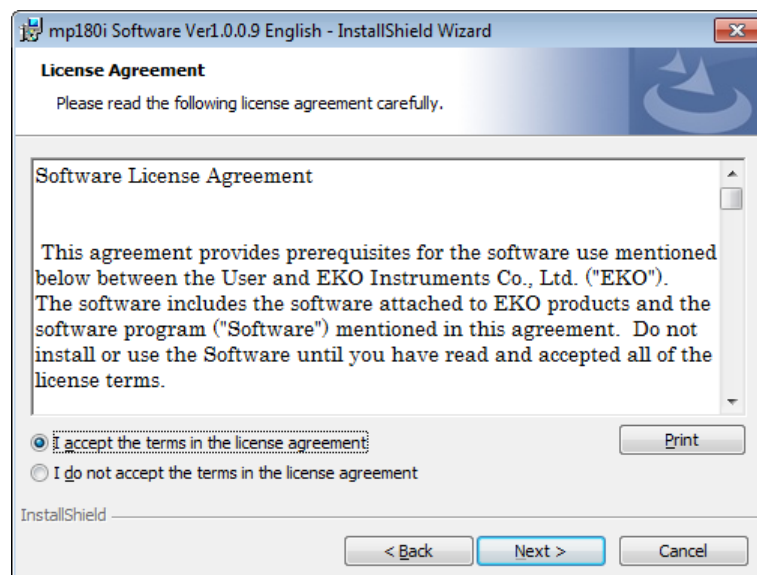 mp180i Software Ver1.0.0.9 English - InstallShield Wizard
License Agreement
Please read the following license agreement carefully.
Software License Agreement
This agreement provides prerequisites for the software use mentioned
below between the User and EKO Instruments Co., Ltd. ("EKO").
The software includes the software attached to EKO products and the
software program ("Software") mentioned in this agreement.  Do not
install or use the Software until you have read and accepted all of the
license terms.
I accept the terms in the license agreement
Print
I do not accept the terms in the license agreement
InstallShield
< Back
Next >
Cancel